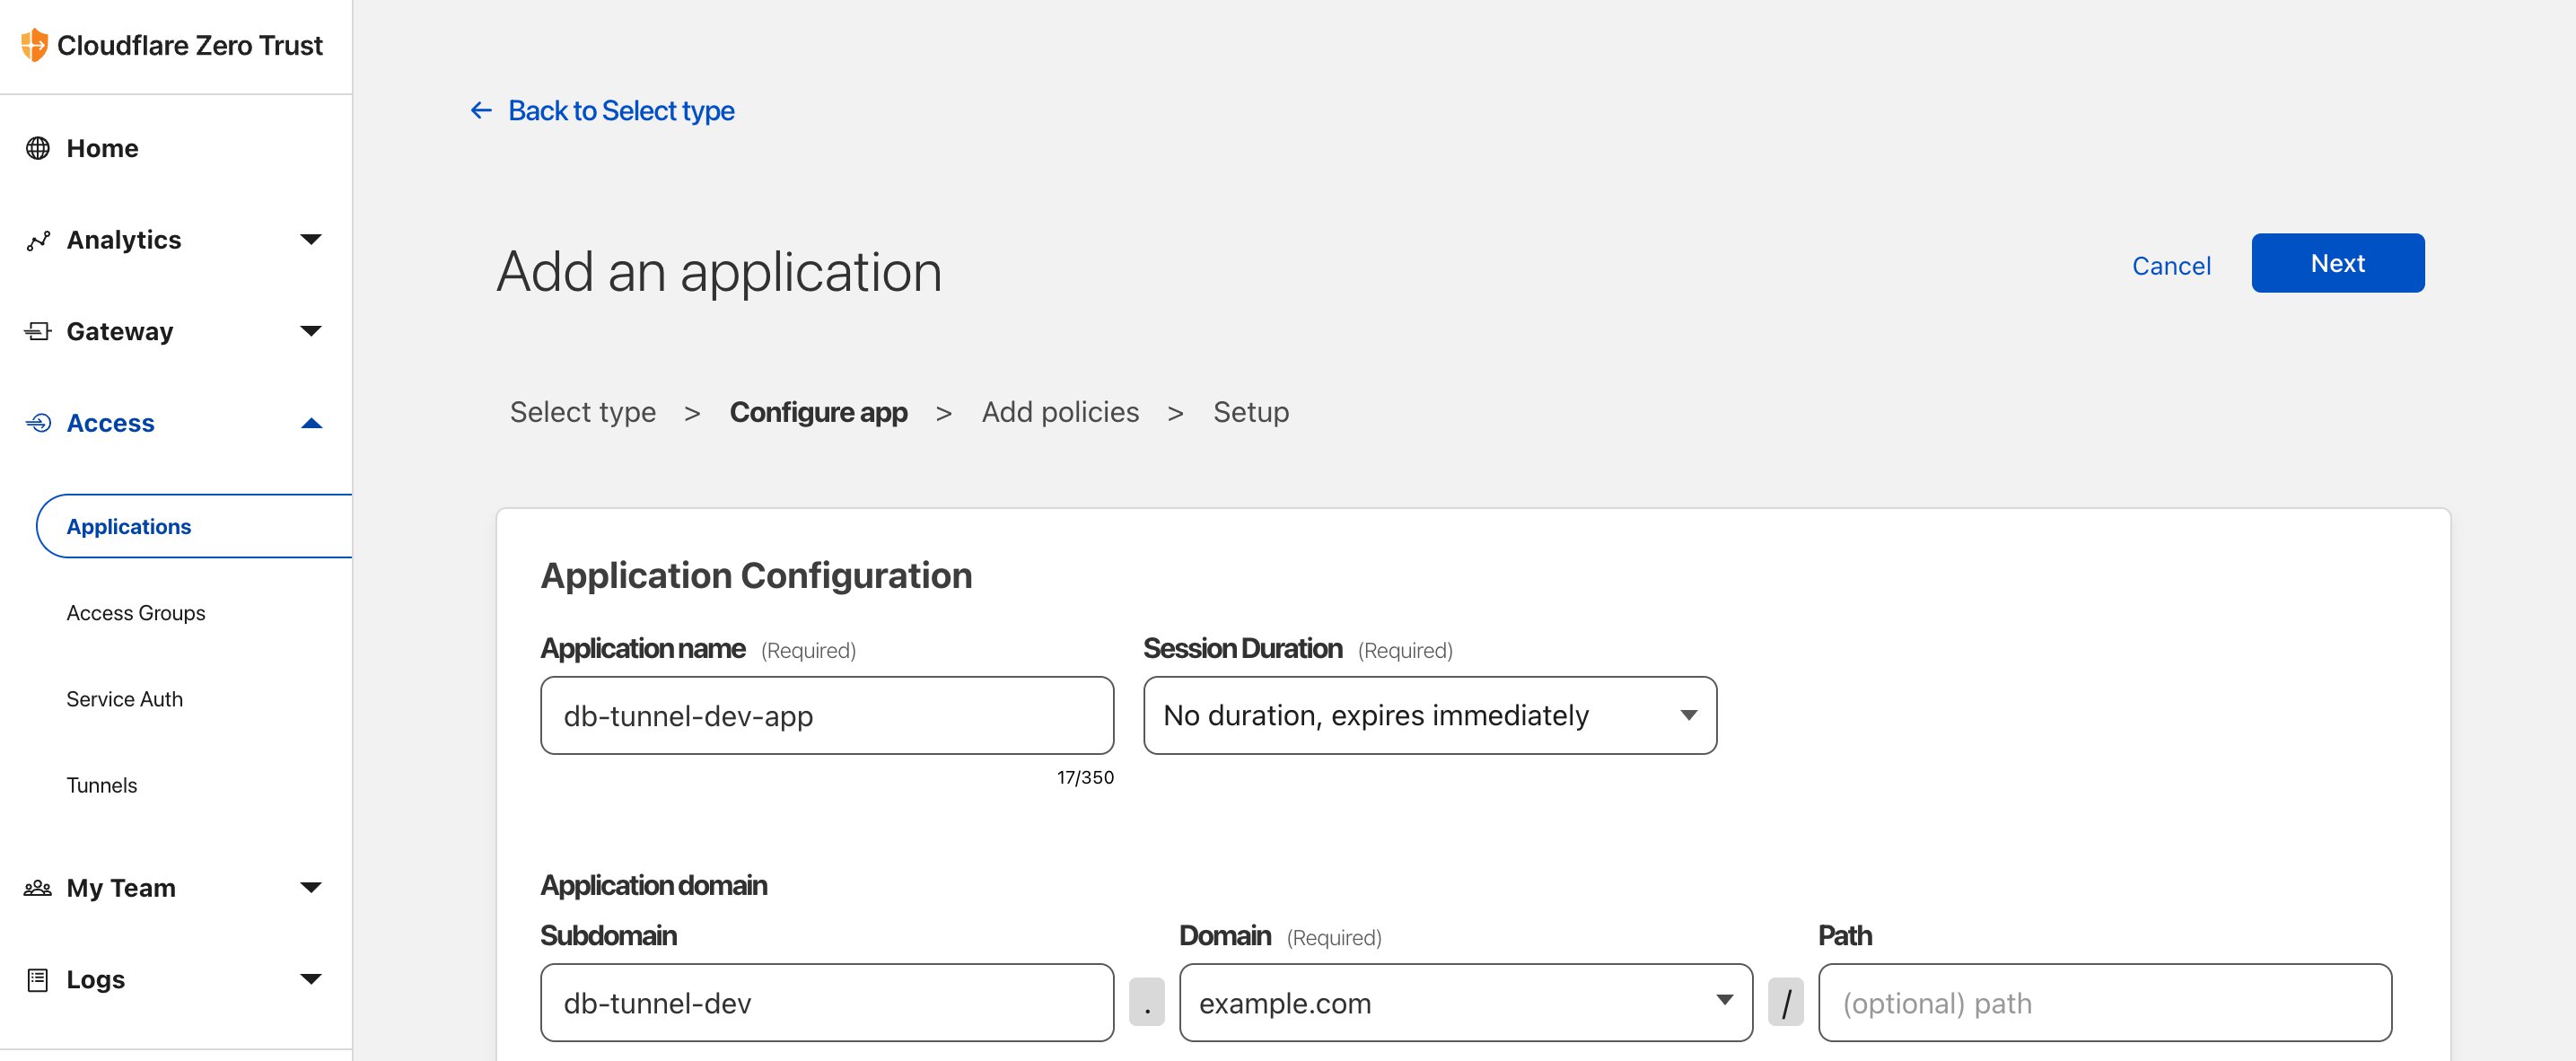 Cloudflare Zero Trust
Home
Analytics
Gateway
Access
Applications
Access Groups
Service Auth
Tunnels
My Team
Logs
Back to Select type
Add an application
Cancel
Next
Select type > Configure app > Add policies > Setup
Application Configuration
Application name (Required) Session Duration (Required)
db-tunnel-dev-app No duration, expires immediately
17/350
Application domain
Subdomain Domain (Required) Path
db-tunnel-dev . example.com / (optional) path